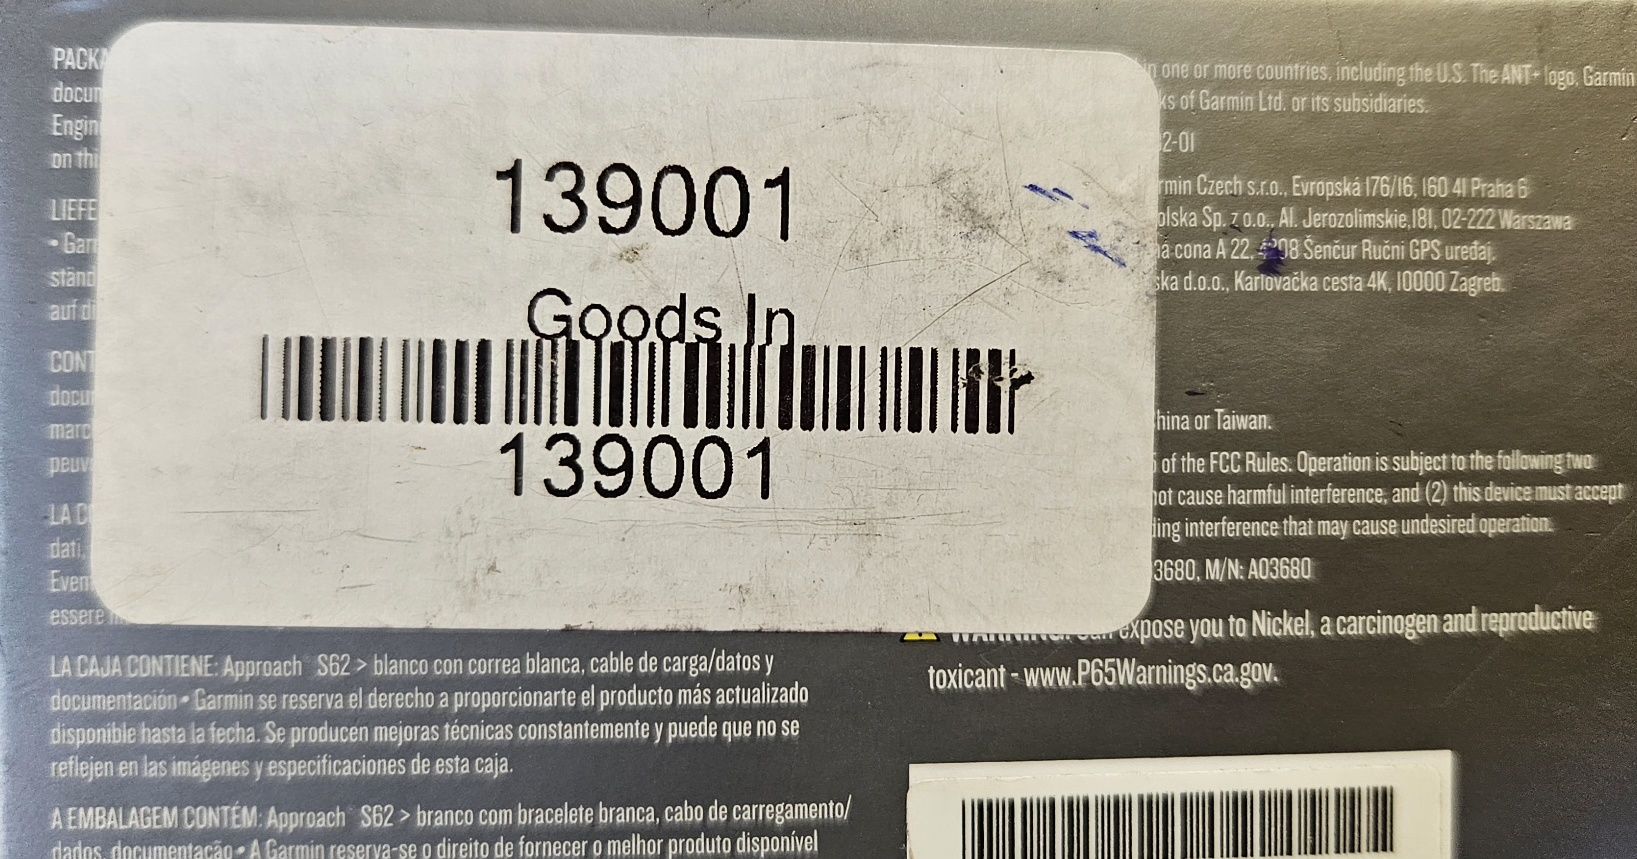 139001
Goods In
139001
PACKA
docum
Engin
on thi
LIEFE
• Garm
ständ
auf di
CONT
docu
marc
peuv
LA C
dati,
Even
essere
LA CAJA CONTIENE: Approach S62 > blanco con correa blanca, cable de carga/datos y
documentación • Garmin se reserva el derecho a proporcionarte el producto más actualizado
disponible hasta la fecha. Se producen mejoras técnicas constantemente y puede que no se
reflejen en las imágenes y especificaciones de esta caja.
A EMBALAGEM CONTÉM: Approach S62 > branco com bracelete branca, cabo de carregamento/
dados, documentação • A Garmin reserva-se o direito de fornecer o melhor produto disponível
in one or more countries, including the U.S. The ANT+ logo, Garmin
ks of Garmin Ltd. or its subsidiaries.
2-01
rmin Czech s.r.o., Evropská 176/16, 160 41 Praha 6
olska Sp. z o.o., Al. Jerozolimskie,181, 02-222 Warszawa
na cona A 22, 4208 Šenčur Ručni GPS uređaj.
ska d.o.o., Karlovačka cesta 4K, 10000 Zagreb.
hina or Taiwan.
of the FCC Rules. Operation is subject to the following two
not cause harmful interference, and (2) this device must accept
ding interference that may cause undesired operation.
3680, M/N: A03680
WARNING: Can expose you to Nickel, a carcinogen and reproductive
toxicant - www.P65Warnings.ca.gov.